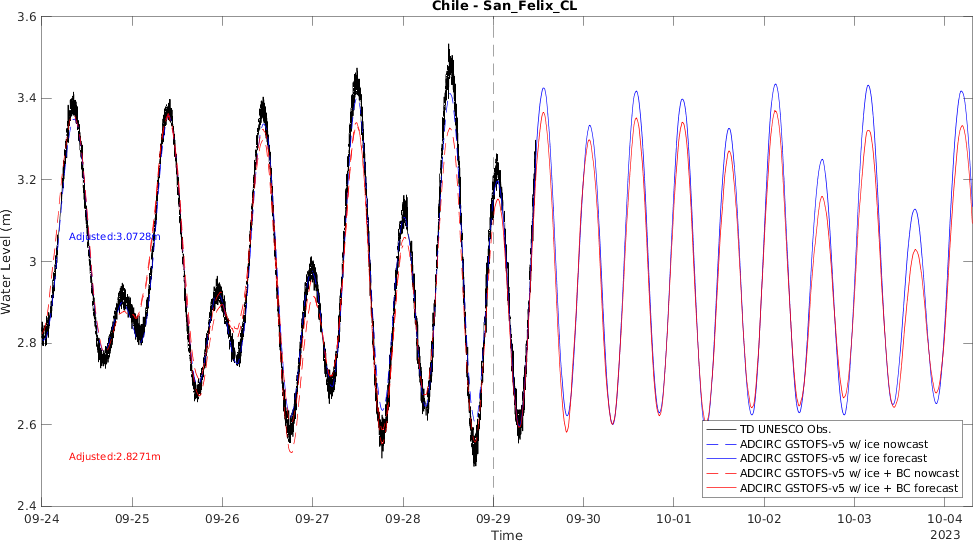 Chile - San_Felix_CL
3.6
3.4
3.2
3
2.8
2.6
2.4
Water Level (m)
Adjusted:3.0728m
Adjusted:2.8271m
TD UNESCO Obs.
ADCIRC GSTOFS-v5 w/ ice nowcast
ADCIRC GSTOFS-v5 w/ ice forecast
ADCIRC GSTOFS-v5 w/ ice + BC nowcast
ADCIRC GSTOFS-v5 w/ ice + BC forecast
09-24 09-25 09-26 09-27 09-28 09-29 09-30 10-01 10-02 10-03 10-04
Time
2023